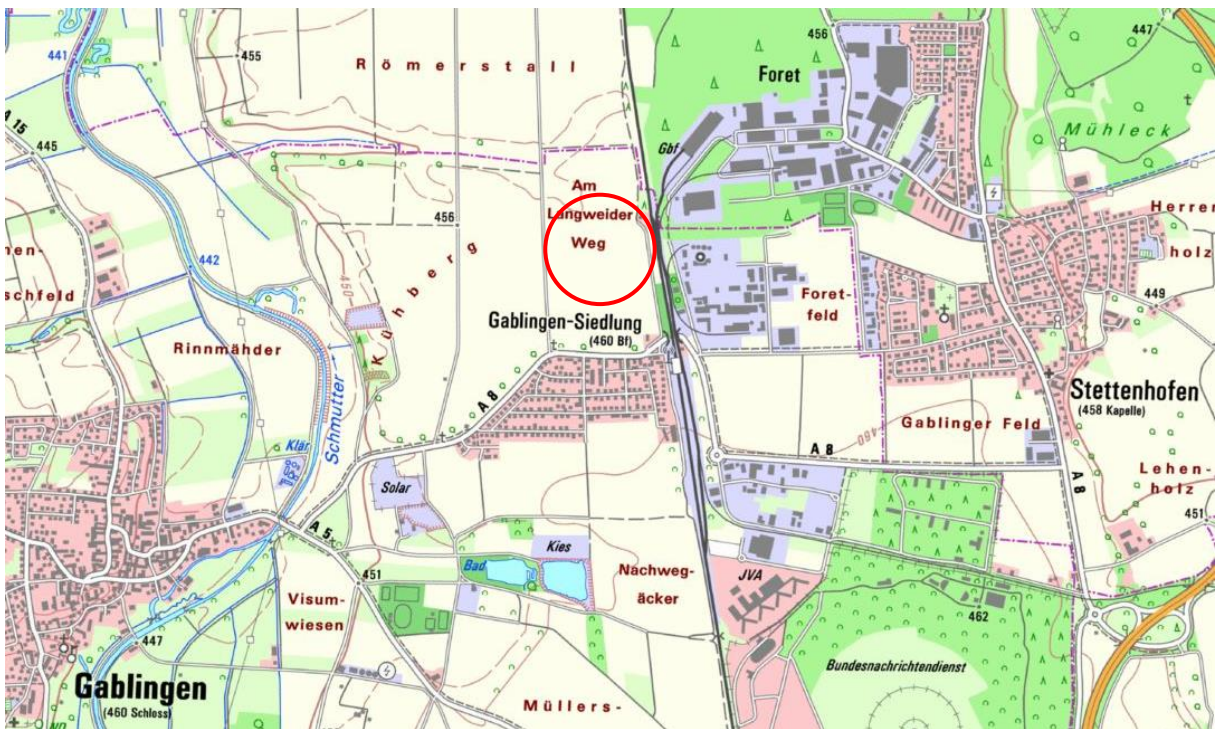 441
455
Römerstall
456
Foret
447
A 15
445
Gbf
Mühleck
Am
Langweider
Weg
456
Herren-
holz
schfeld
442
Kühberg
Foret-
feld
449
Gablingen-Siedlung
(460 Bf)
Rinnmähder
Schmutter
Stettenhofen
(458 Kapelle)
A 8
460
Gablinger Feld
A 8
Klär
Solar
A 8
Lehen-
holz
451
A 5
Kies
Bad
JVA
Nachweg-
äcker
451
Visum-
wiesen
462
447
Bundesnachrichtendienst
Gablingen
(460 Schloss)
Müllers-
ND